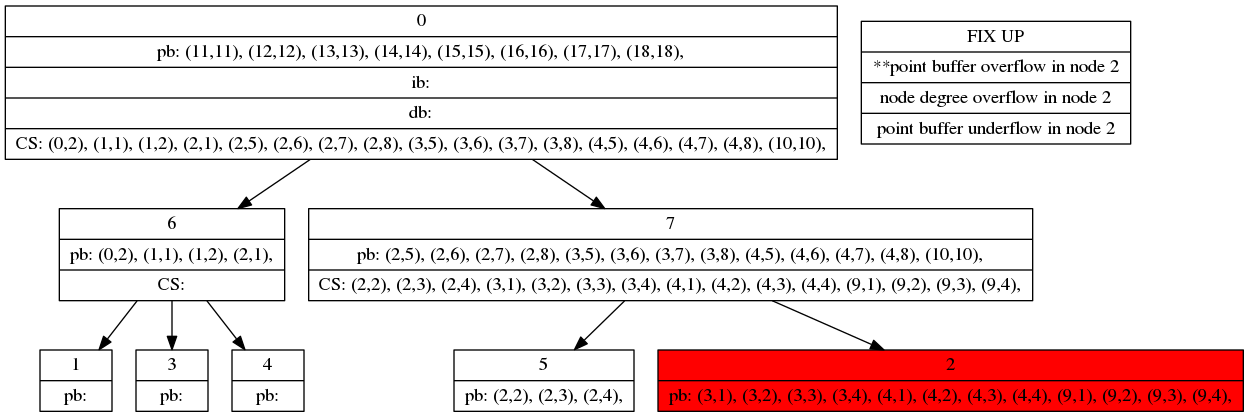 0
pb: (11,11), (12,12), (13,13), (14,14), (15,15), (16,16), (17,17), (18,18),
ib:
db:
CS: (0,2), (1,1), (1,2), (2,1), (2,5), (2,6), (2,7), (2,8), (3,5), (3,6), (3,7), (3,8), (4,5), (4,6), (4,7), (4,8), (10,10),
FIX UP
**point buffer overflow in node 2
node degree overflow in node 2
point buffer underflow in node 2
6
pb: (0,2), (1,1), (1,2), (2,1),
CS:
7
pb: (2,5), (2,6), (2,7), (2,8), (3,5), (3,6), (3,7), (3,8), (4,5), (4,6), (4,7), (4,8), (10,10),
CS: (2,2), (2,3), (2,4), (3,1), (3,2), (3,3), (3,4), (4,1), (4,2), (4,3), (4,4), (9,1), (9,2), (9,3), (9,4),
1
pb:
3
pb:
4
pb:
5
pb: (2,2), (2,3), (2,4),
2
pb: (3,1), (3,2), (3,3), (3,4), (4,1), (4,2), (4,3), (4,4), (9,1), (9,2), (9,3), (9,4),